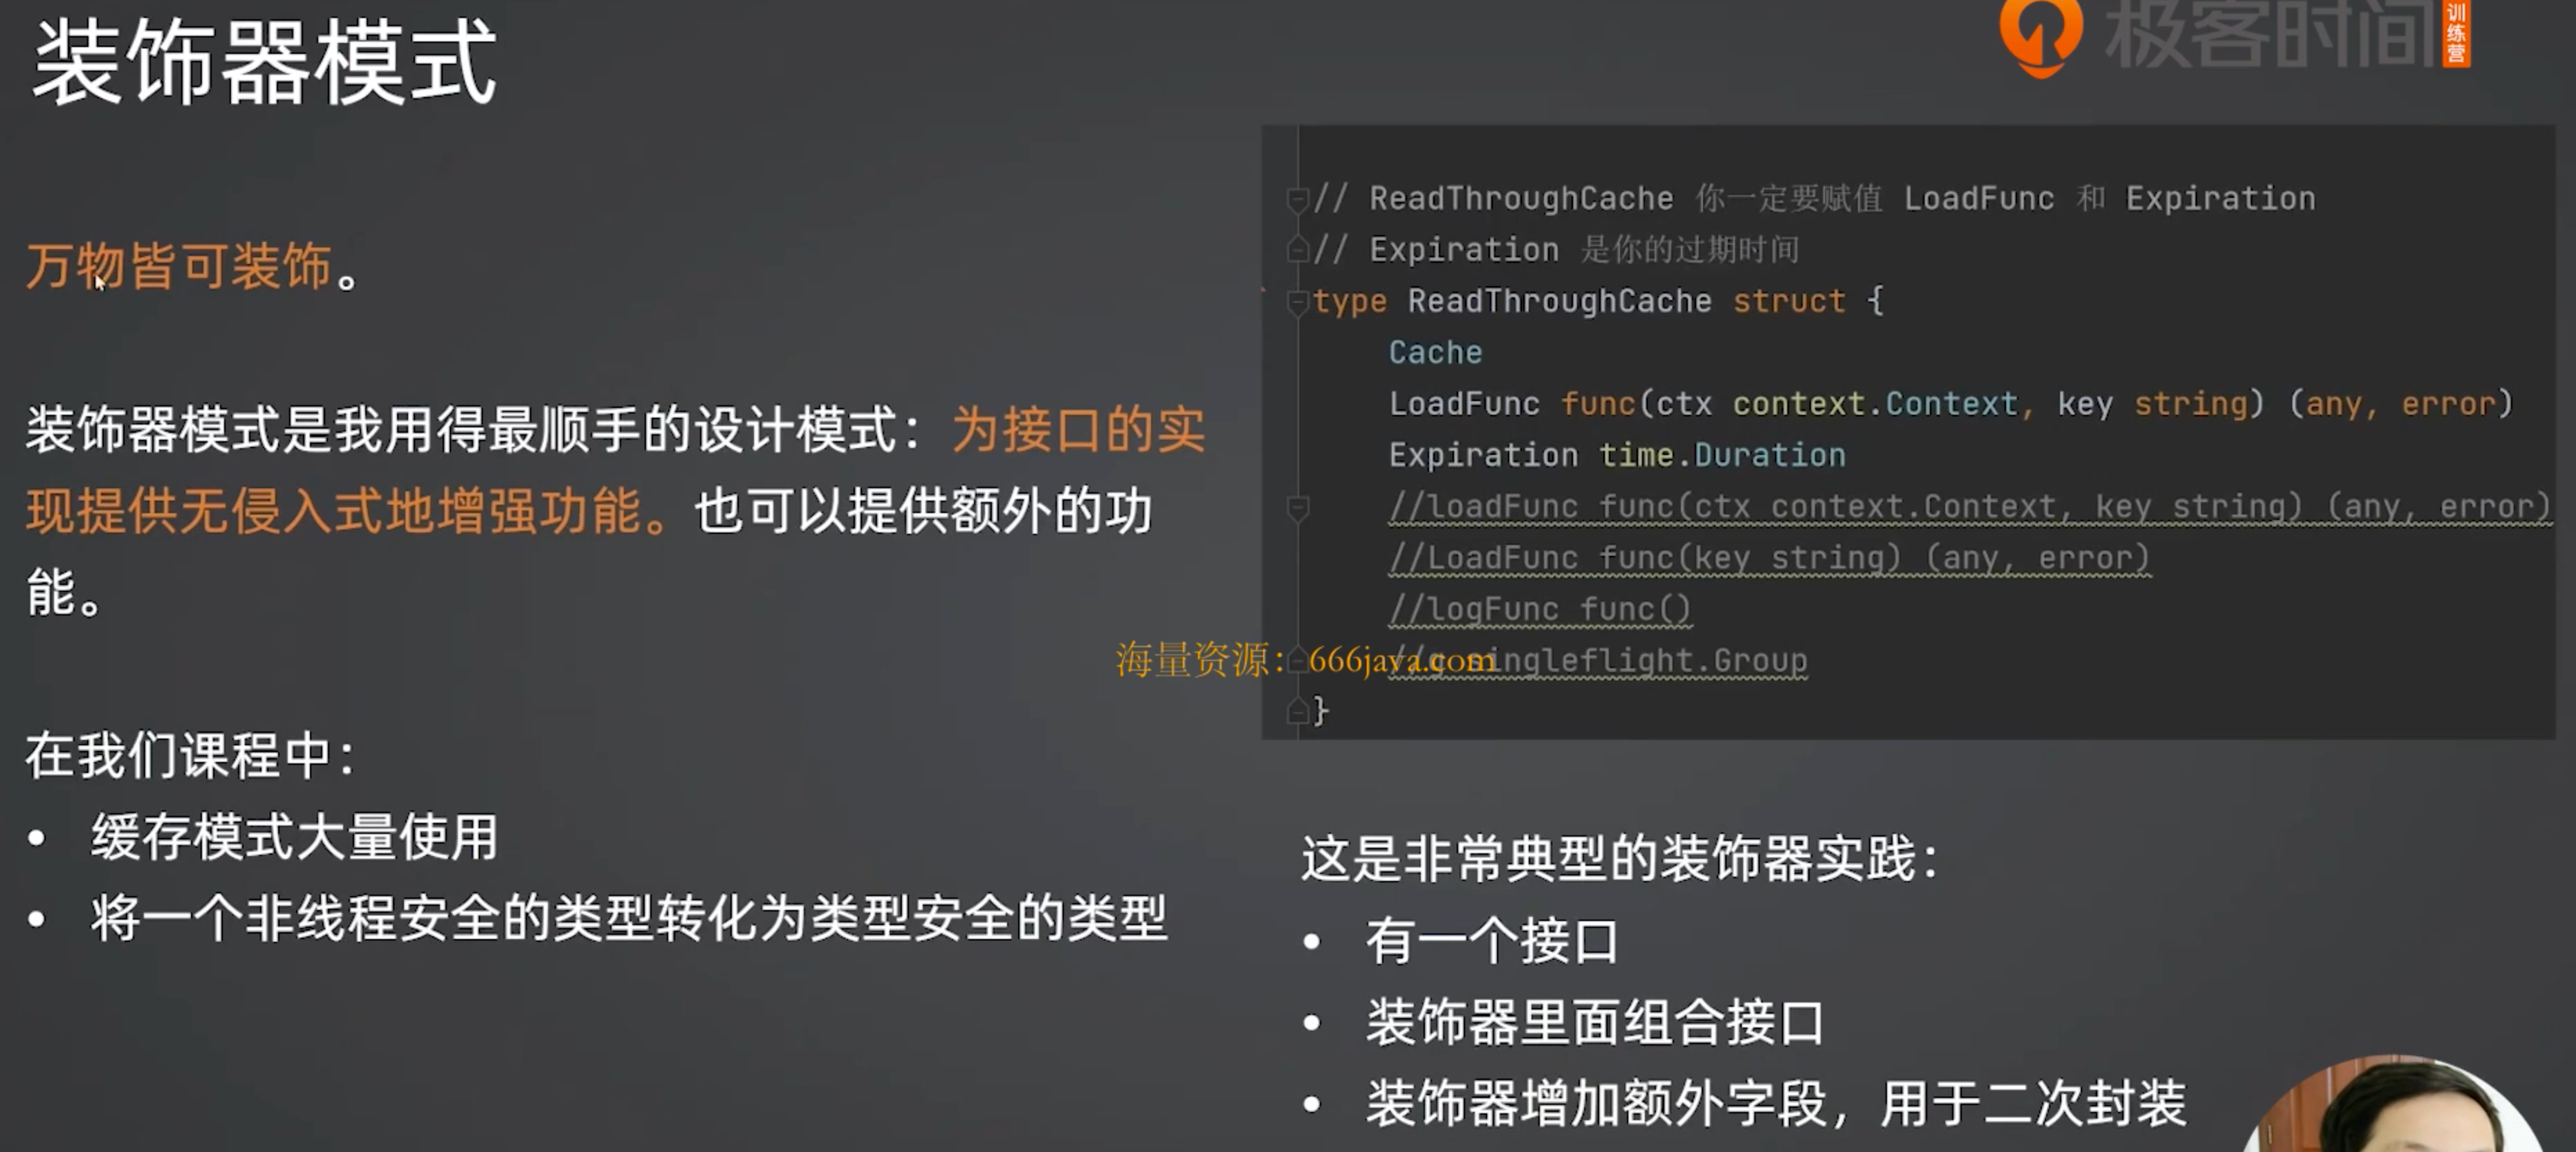 装饰器模式
极客时间
训练营
万物皆可装饰。
装饰器模式是我用得最顺手的设计模式：为接口的实
现提供无侵入式地增强功能。也可以提供额外的功
能。
在我们课程中：
• 缓存模式大量使用
• 将一个非线程安全的类型转化为类型安全的类型
// ReadThroughCache 你一定要赋值 LoadFunc 和 Expiration
// Expiration 是你的过期时间
type ReadThroughCache struct {
Cache
LoadFunc func(ctx context.Context, key string) (any, error)
Expiration time.Duration
//loadFunc func(ctx context.Context, key string) (any, error)
//LoadFunc func(key string) (any, error)
//logFunc func()
//g singleflight.Group
}
海量资源：666java.com
这是非常典型的装饰器实践：
• 有一个接口
• 装饰器里面组合接口
• 装饰器增加额外字段，用于二次封装